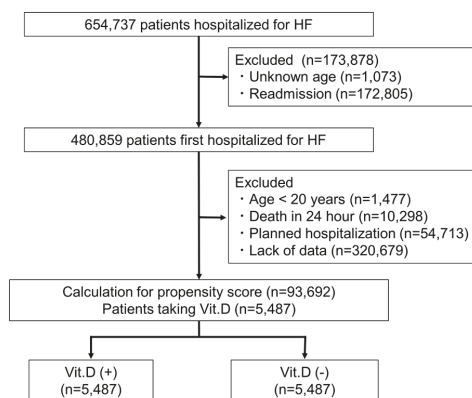 654,737 patients hospitalized for HF
Excluded (n=173,878)
・Unknown age (n=1,073)
・Readmission (n=172,805)
480,859 patients first hospitalized for HF
Excluded
・Age < 20 years (n=1,477)
・Death in 24 hour (n=10,298)
・Planned hospitalization (n=54,713)
・Lack of data (n=320,679)
Calculation for propensity score (n=93,692)
Patients taking Vit.D (n=5,487)
Vit.D (+)
(n=5,487)
Vit.D (-)
(n=5,487)